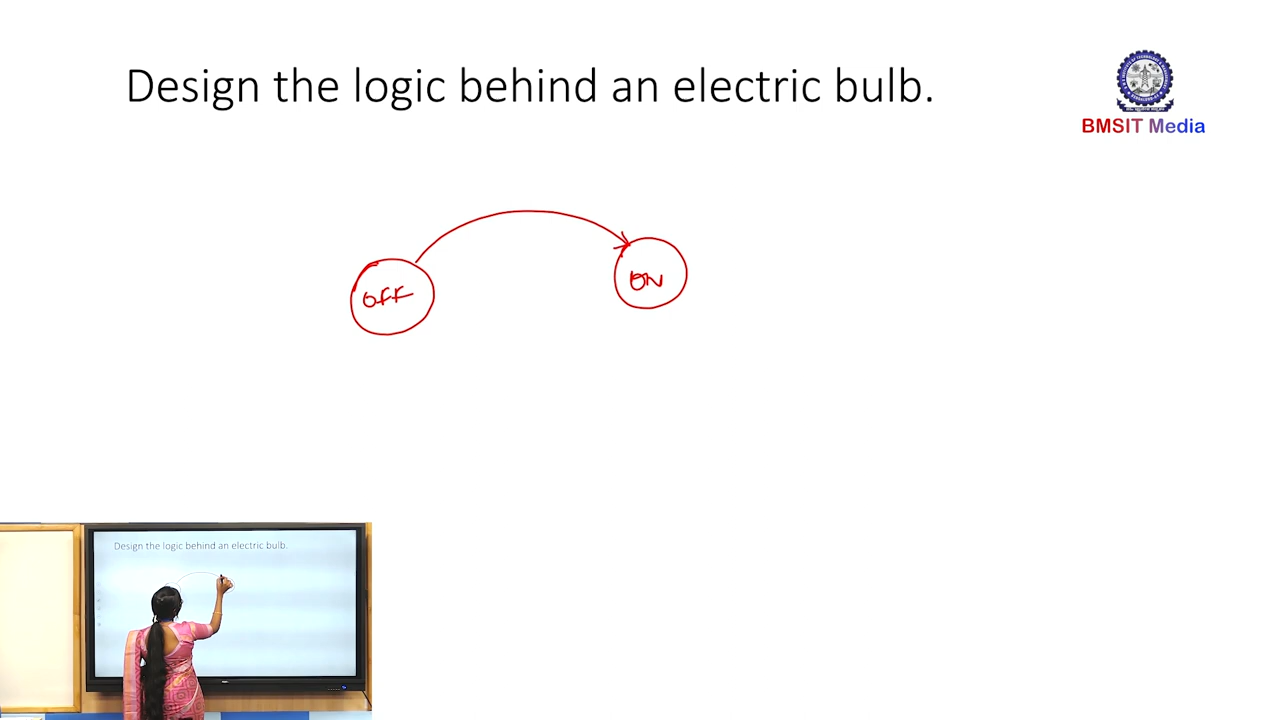 Design the logic behind an electric bulb.
BMSIT Media
OFF
ON
Design the logic behind an electric bulb.